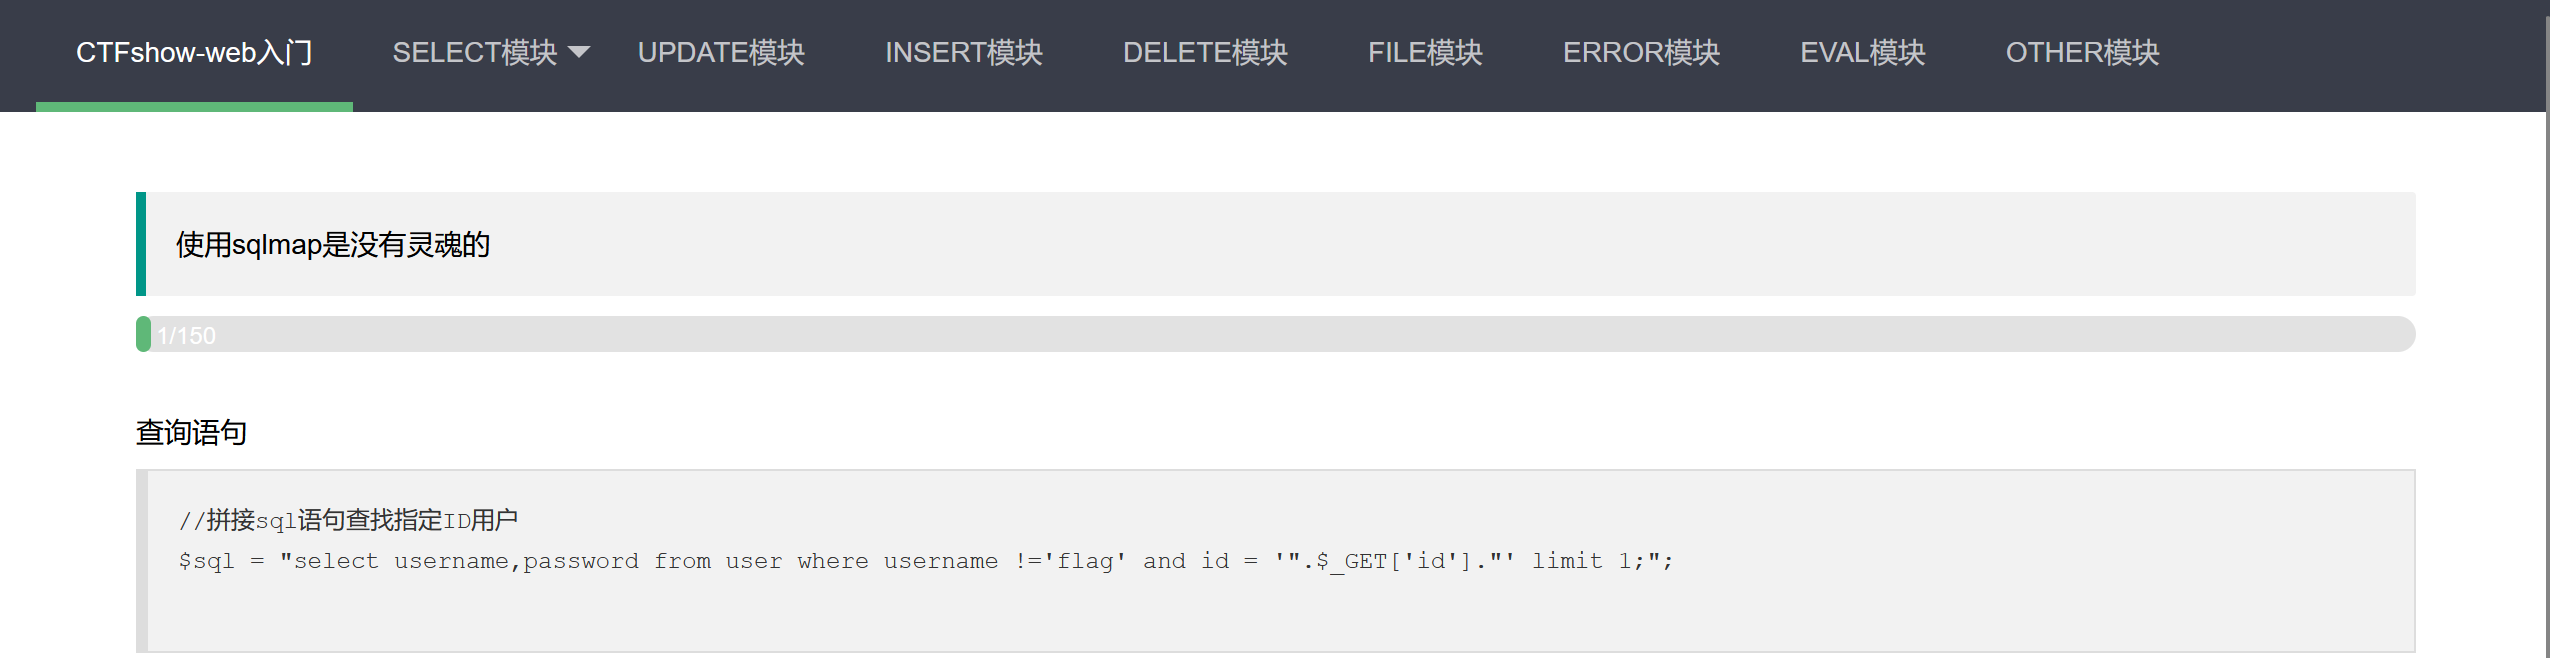 CTFshow-web入门 SELECT模块 UPDATE模块 INSERT模块 DELETE模块 FILE模块 ERROR模块 EVAL模块 OTHER模块
使用sqlmap是没有灵魂的
1/150
查询语句
//拼接sql语句查找指定ID用户
$sql = "select username,password from user where username !='flag' and id = '".$_GET['id']."' limit 1;";